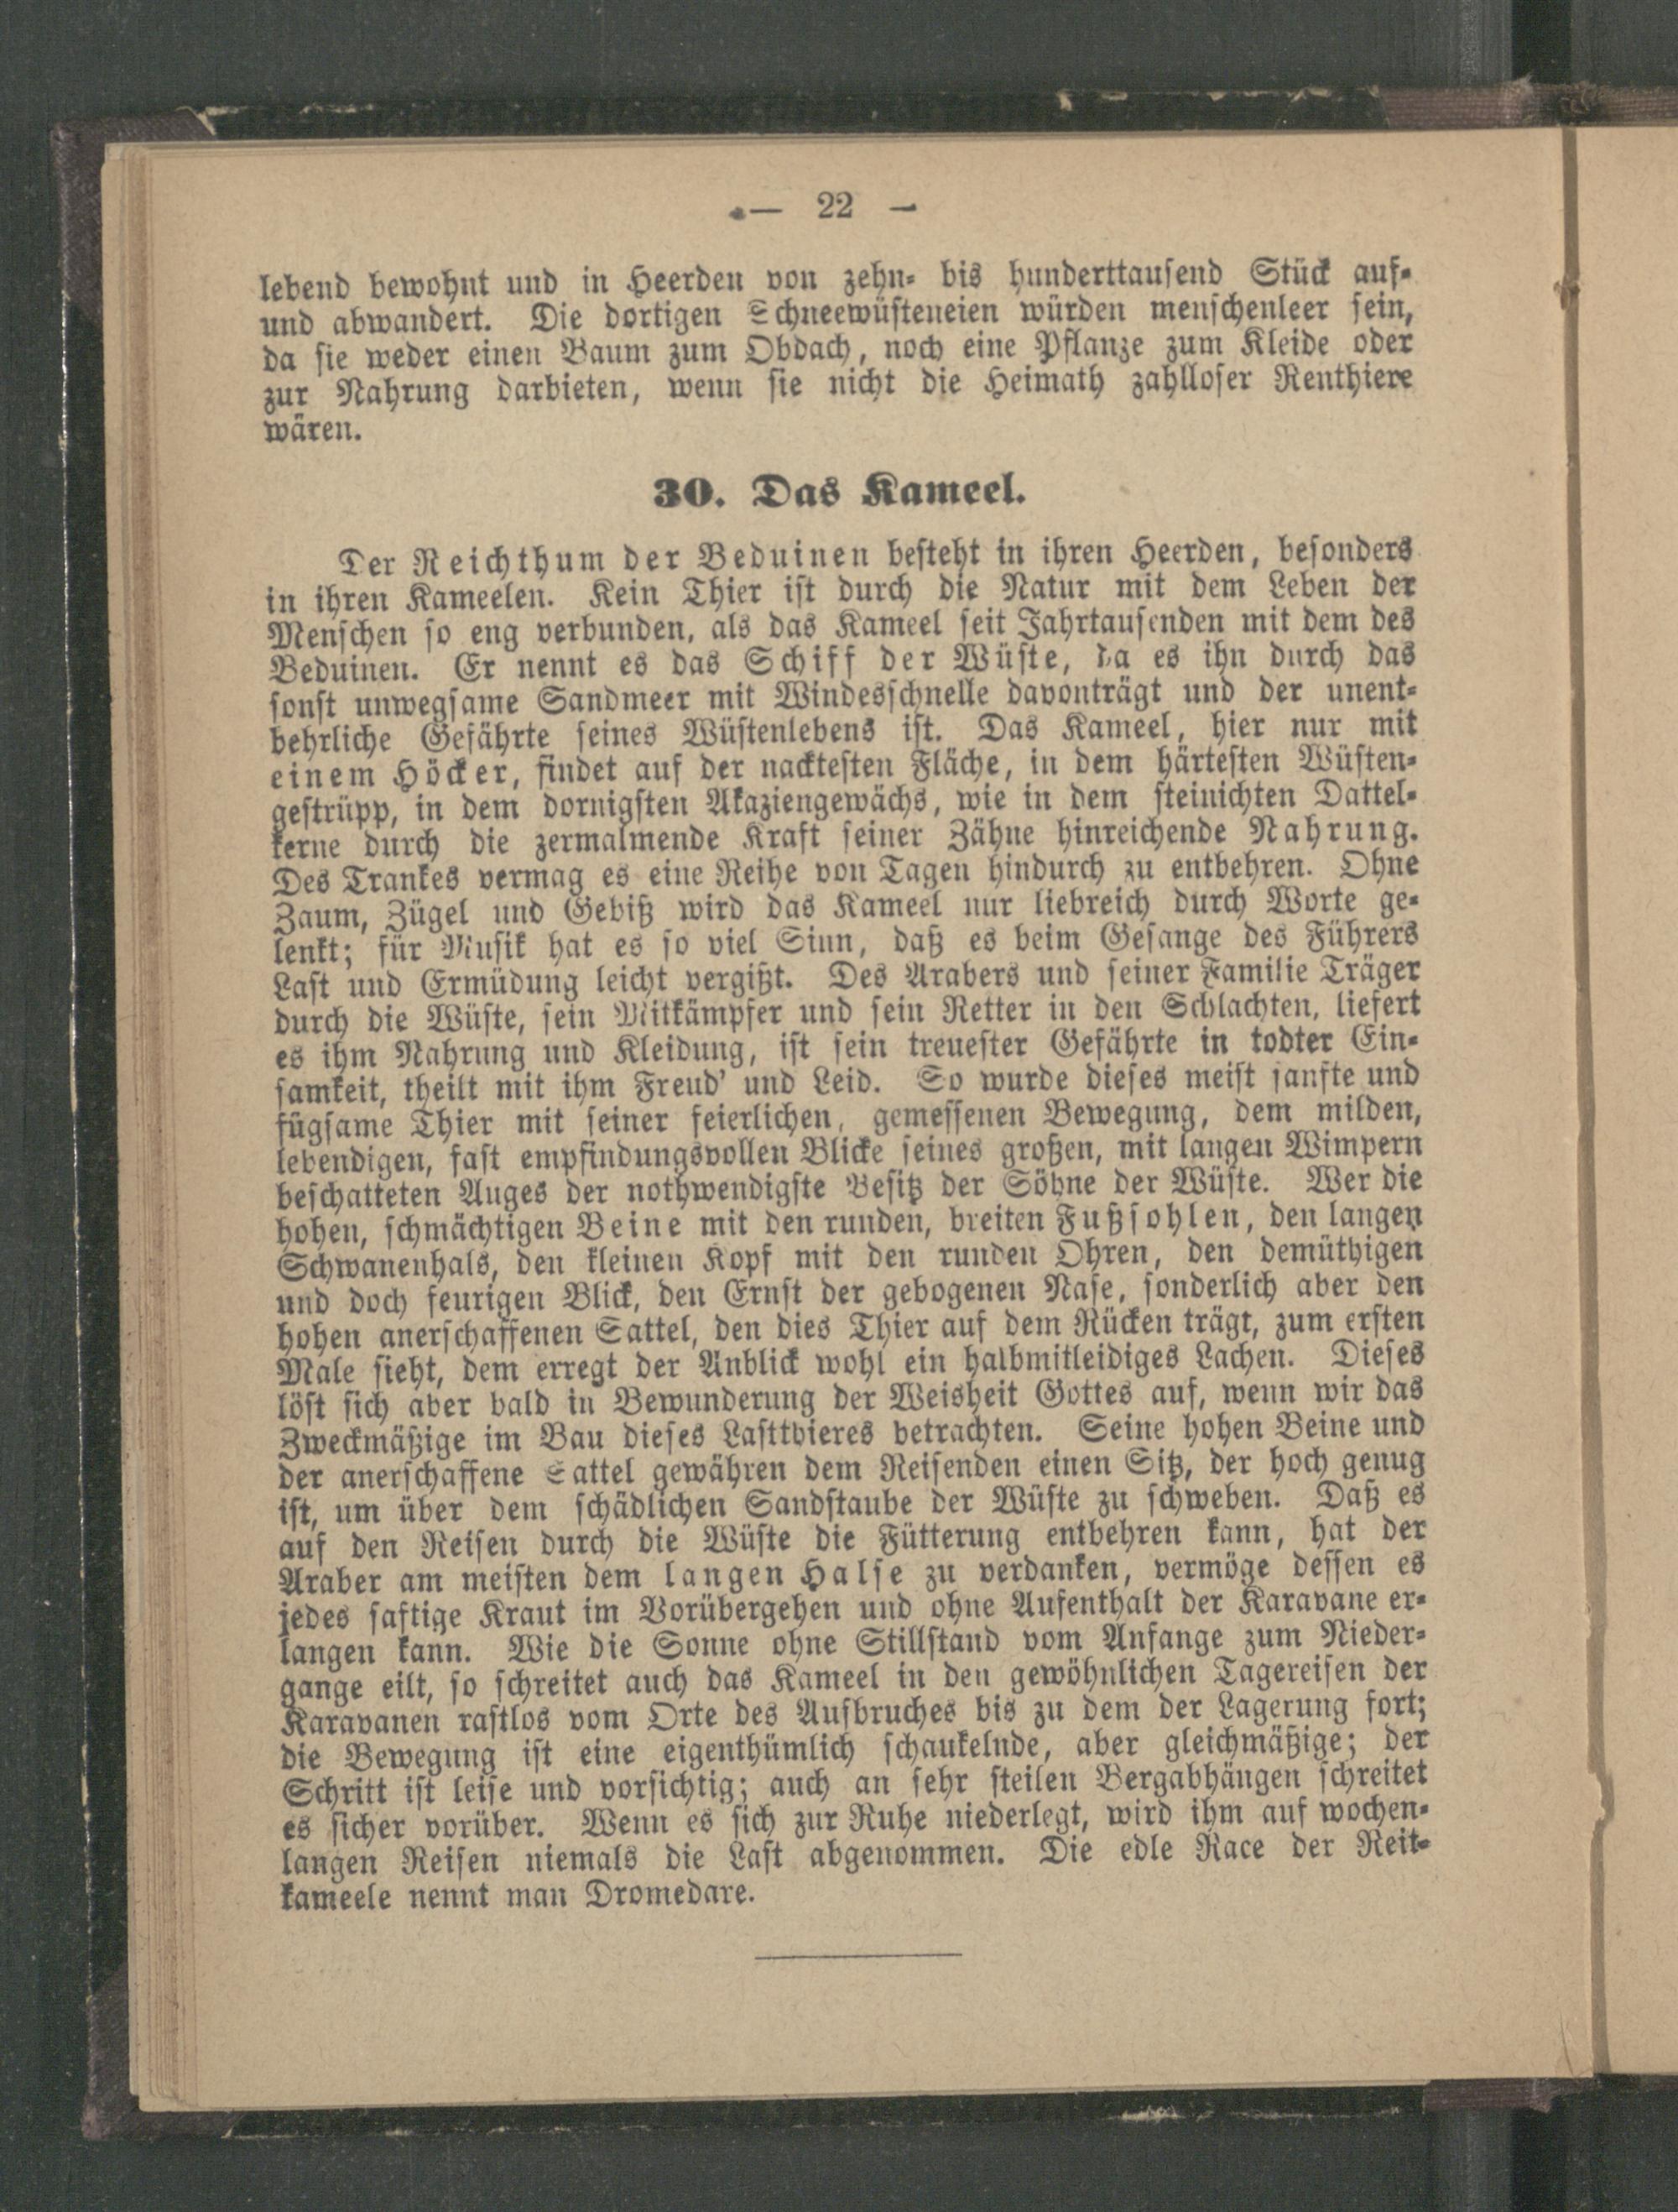 — 22 —
lebend bewohnt und in Heerden von zehn- bis hunderttausend Stück auf-
und abwandert. Die dortigen Schneewüsteneien würden menschenleer sein,
da sie weder einen Baum zum Obdach, noch eine Pflanze zum Kleide oder
zur Nahrung darbieten, wenn sie nicht die Heimath zahlloser Renthiere
wären.
30. Das Kameel.
Der Reichthum der Beduinen besteht in ihren Heerden, besonders
in ihren Kameelen. Kein Thier ist durch die Natur mit dem Leben der
Menschen so eng verbunden, als das Kameel seit Jahrtausenden mit dem des
Beduinen. Er nennt es das Schiff der Wüste, da es ihn durch das
sonst unwegsame Sandmeer mit Windesschnelle davonträgt und der unent-
behrliche Gefährte seines Wüstenlebens ist. Das Kameel, hier nur mit
einem Höcker, findet auf der nacktesten Fläche, in dem härtesten Wüsten-
gestrüpp, in dem dornigsten Akaziengewächs, wie in dem steinichten Dattel-
kerne durch die zermalmende Kraft seiner Zähne hinreichende Nahrung.
Des Trankes vermag es eine Reihe von Tagen hindurch zu entbehren. Ohne
Zaum, Zügel und Gebiß wird das Kameel nur liebreich durch Worte ge-
lenkt; für Musik hat es so viel Sinn, daß es beim Gesange des Führers
Last und Ermüdung leicht vergißt. Des Arabers und seiner Familie Träger
durch die Wüste, sein Mitkämpfer und sein Retter in den Schlachten, liefert
es ihm Nahrung und Kleidung, ist sein treuester Gefährte in todter Ein-
samkeit, theilt mit ihm Freud' und Leid. So wurde dieses meist sanfte und
fügsame Thier mit seiner feierlichen, gemessenen Bewegung, dem milden,
lebendigen, fast empfindungsvollen Blicke seines großen, mit langen Wimpern
beschatteten Auges der nothwendigste Besitz der Söhne der Wüste. Wer die
hohen, schmächtigen Beine mit den runden, breiten Fußsohlen, den langen
Schwanenhals, den kleinen Kopf mit den runden Ohren, den demüthigen
und doch feurigen Blick, den Ernst der gebogenen Nase, sonderlich aber den
hohen anerschaffenen Sattel, den dies Thier auf dem Rücken trägt, zum ersten
Male sieht, dem erregt der Anblick wohl ein halbmitleidiges Lachen. Dieses
löst sich aber bald in Bewunderung der Weisheit Gottes auf, wenn wir das
Zweckmäßige im Bau dieses Lastthieres betrachten. Seine hohen Beine und
der anerschaffene Sattel gewähren dem Reisenden einen Sitz, der hoch genug
ist, um über dem schädlichen Sandstaube der Wüste zu schweben. Daß es
auf den Reisen durch die Wüste die Fütterung entbehren kann, hat der
Araber am meisten dem langen Halse zu verdanken, vermöge dessen es
jedes saftige Kraut im Vorübergehen und ohne Aufenthalt der Karavane er-
langen kann. Wie die Sonne ohne Stillstand vom Anfange zum Nieder-
gange eilt, so schreitet auch das Kameel in den gewöhnlichen Tagereisen der
Karavanen rastlos vom Orte des Aufbruches bis zu dem der Lagerung fort;
die Bewegung ist eine eigenthümlich schaukelnde, aber gleichmäßige; der
Schritt ist leise und vorsichtig; auch an sehr steilen Bergabhängen schreitet
es sicher vorüber. Wenn es sich zur Ruhe niederlegt, wird ihm auf wochen-
langen Reisen niemals die Last abgenommen. Die edle Race der Reit-
kameele nennt man Dromedare.